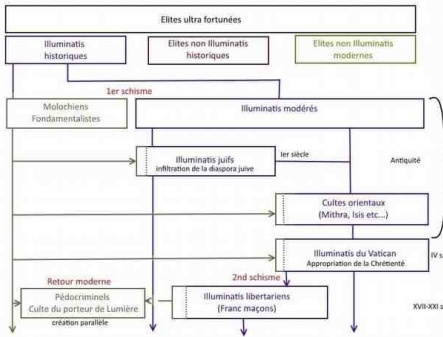 Elites ultra fortunées
Illuminatis
historiques
Elites non Illuminatis
historiques
Elites non Illuminatis
modernes
1er schisme
Molochiens
Fondamentalistes
Illuminatis modérés
Illuminatis juifs
infiltration de la diaspora juive
Ier siècle
Antiquité
Cultes orientaux
(Mithra, Isis etc...)
Illuminatis du Vatican
Appropriation de la Chrétienté
IV s
Retour moderne
2nd schisme
Pédocriminels
Culte du porteur de Lumière
création parallèle
Illuminatis libertariens
(Franc maçons)
XVII-XXI s